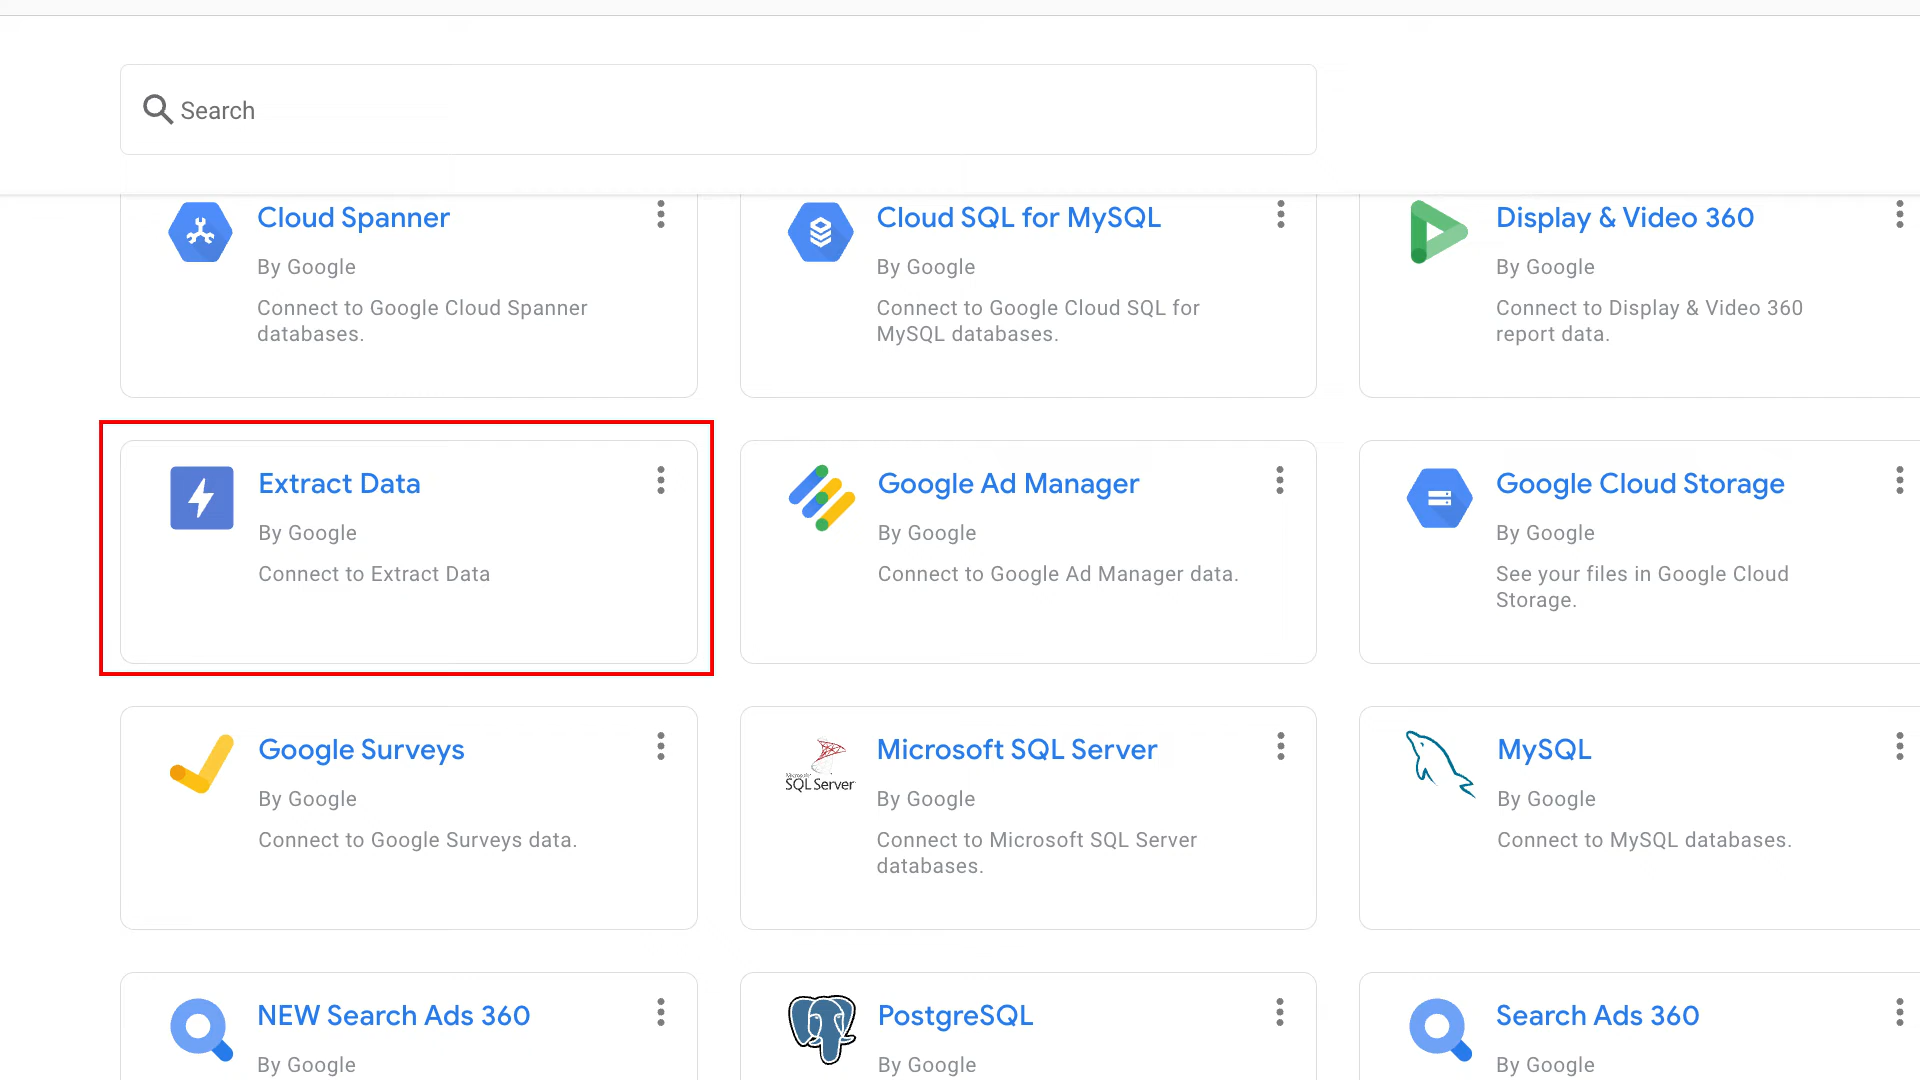 Search
Cloud Spanner
By Google
Connect to Google Cloud Spanner
databases.
Cloud SQL for MySQL
By Google
Connect to Google Cloud SQL for
MySQL databases.
Display & Video 360
By Google
Connect to Display & Video 360
report data.
Extract Data
By Google
Connect to Extract Data
Google Ad Manager
By Google
Connect to Google Ad Manager data.
Google Cloud Storage
By Google
See your files in Google Cloud
Storage.
Google Surveys
By Google
Connect to Google Surveys data.
Microsoft
SQL Server
Microsoft SQL Server
By Google
Connect to Microsoft SQL Server
databases.
MySQL
By Google
Connect to MySQL databases.
NEW Search Ads 360
By Google
PostgreSQL
By Google
Search Ads 360
By Google